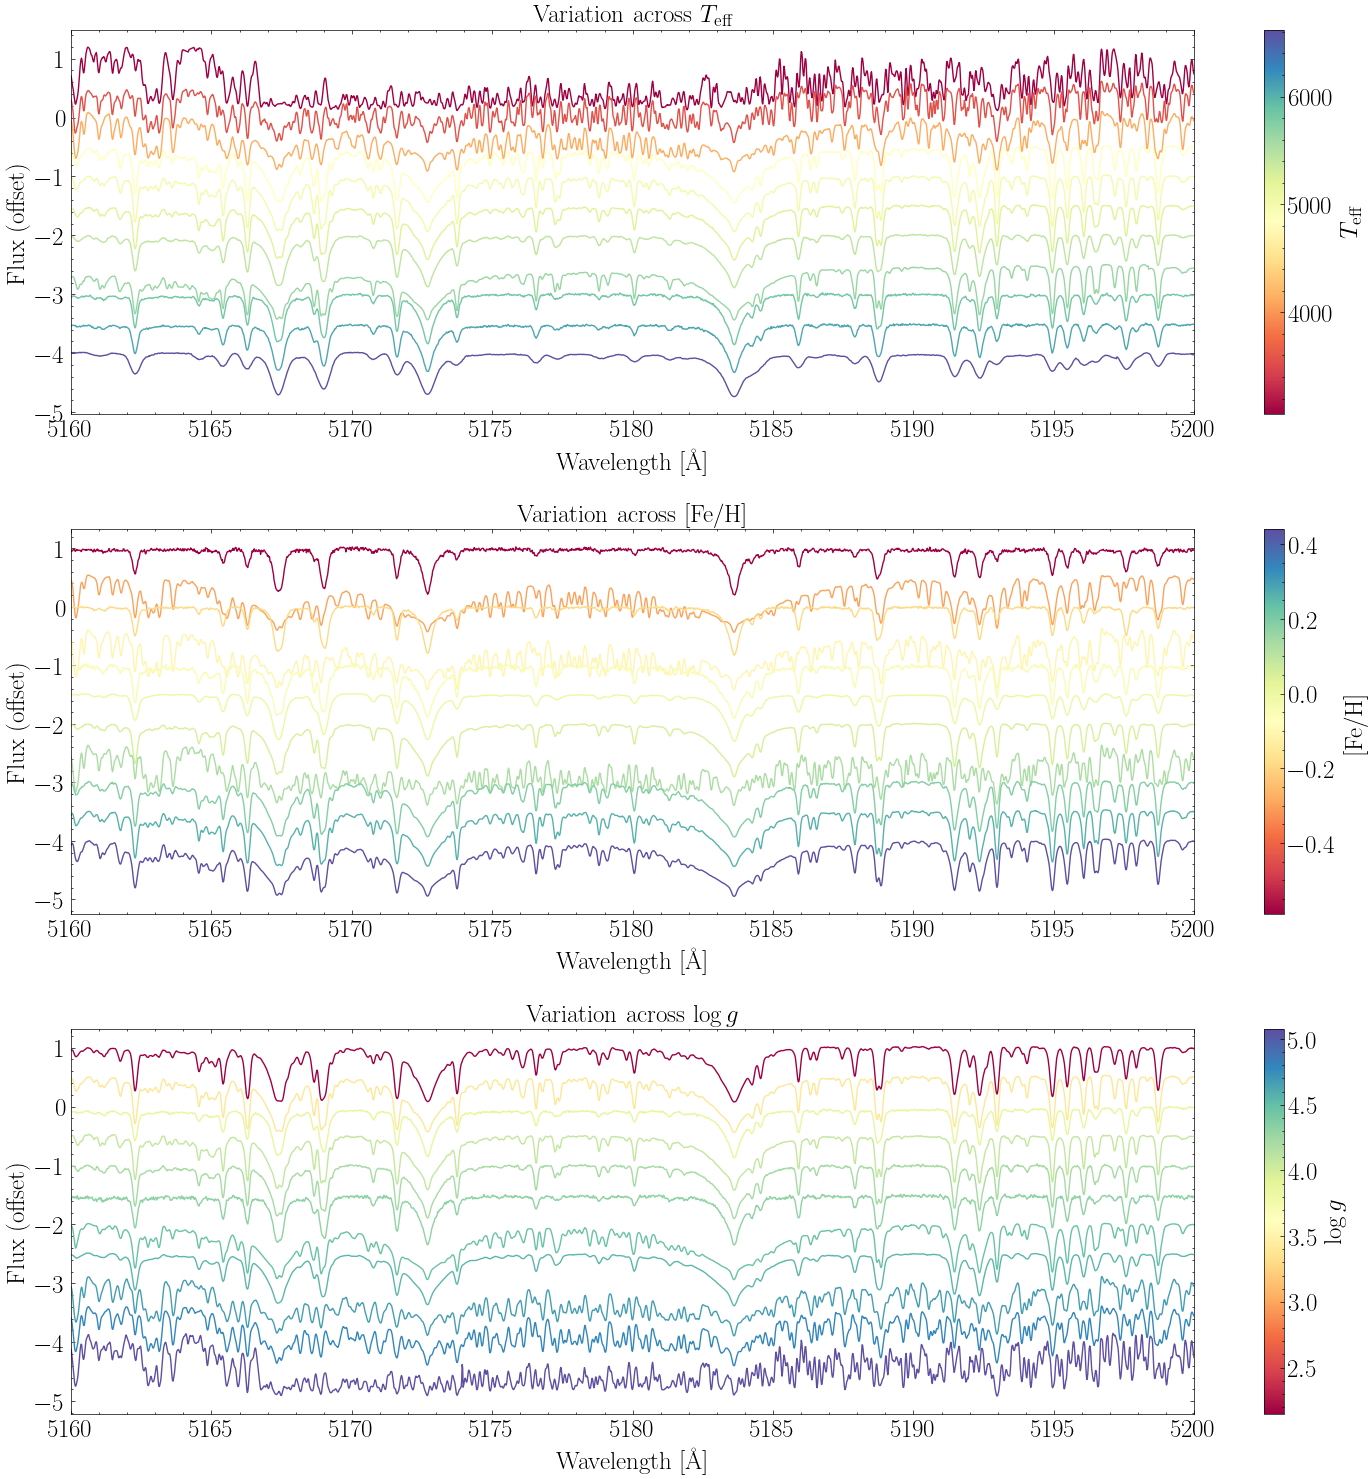 Variation across T_eff
1
0
−1
−2
−3
−4
−5
Flux (offset)
5160 5165 5170 5175 5180 5185 5190 5195 5200
Wavelength [Å]
6000
5000
4000
T_eff
Variation across [Fe/H]
1
0
−1
−2
−3
−4
−5
Flux (offset)
5160 5165 5170 5175 5180 5185 5190 5195 5200
Wavelength [Å]
0.4
0.2
0.0
−0.2
−0.4
[Fe/H]
Variation across log g
1
0
−1
−2
−3
−4
−5
Flux (offset)
5160 5165 5170 5175 5180 5185 5190 5195 5200
Wavelength [Å]
5.0
4.5
4.0
3.5
3.0
2.5
log g